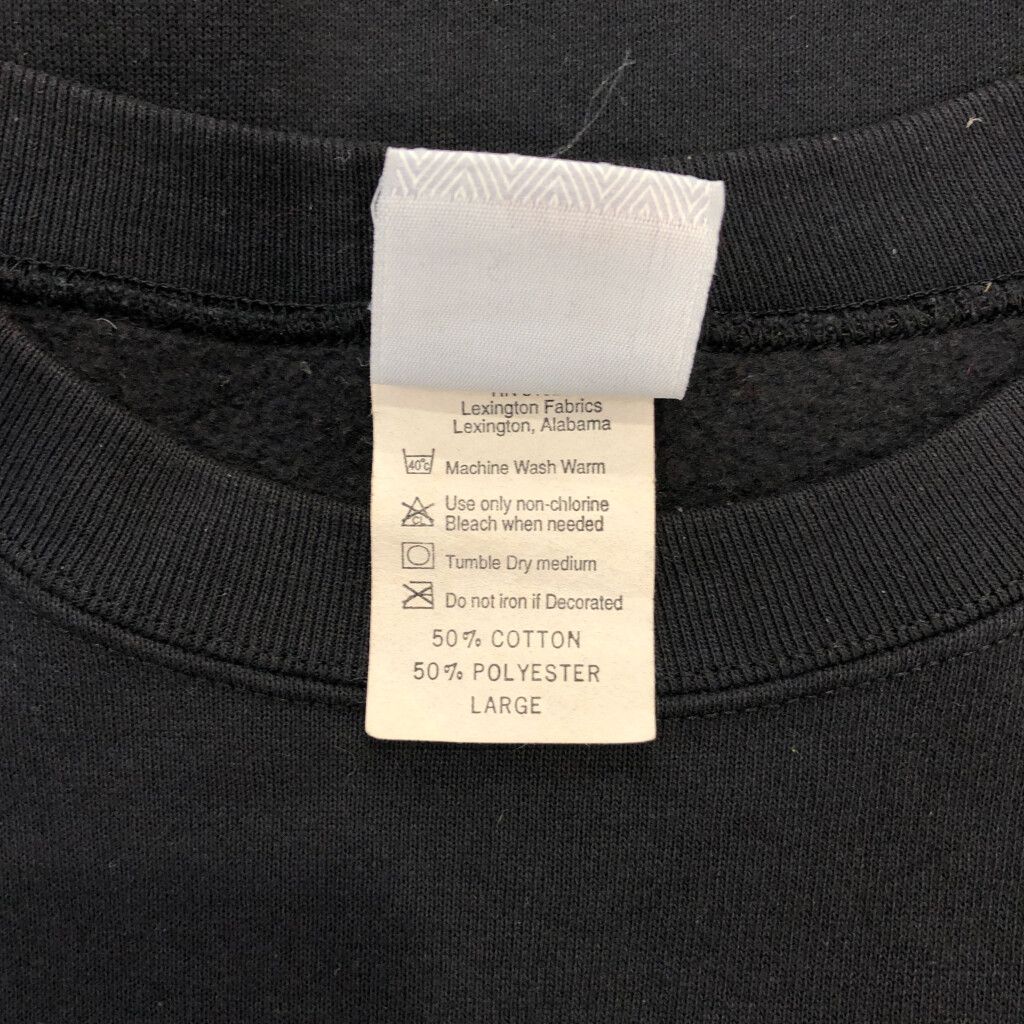 Lexington Fabrics
Lexington, Alabama
40°C Machine Wash Warm
CL Use only non-chlorine
Bleach when needed
Tumble Dry medium
Do not iron if Decorated
50% COTTON
50% POLYESTER
LARGE